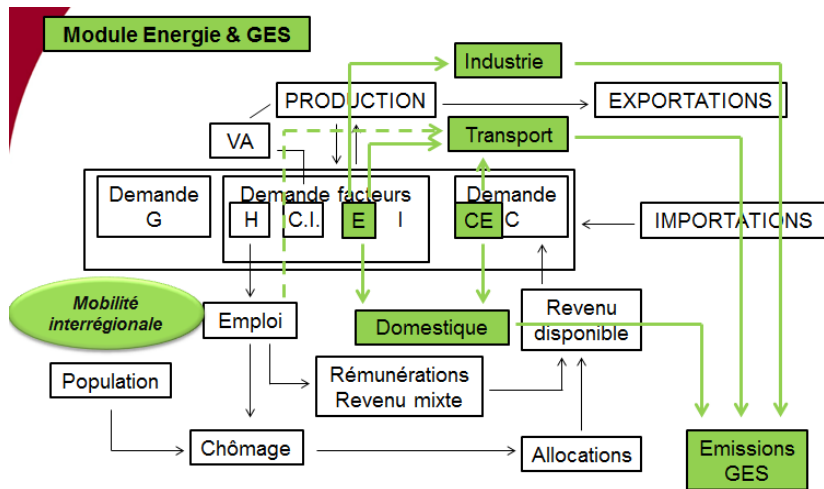 Module Energie & GES
Industrie
PRODUCTION
EXPORTATIONS
VA
Transport
Demande
G
Demande facteurs
H
C.I.
E
I
Demande
CE
C
IMPORTATIONS
Mobilité
interrégionale
Emploi
Domestique
Revenu
disponible
Population
Rémunérations
Revenu mixte
Chômage
Allocations
Emissions
GES